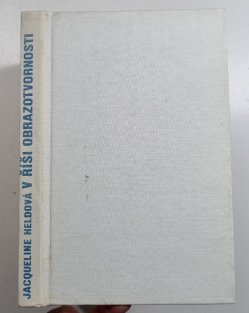 JACQUELINE HELDOVÁ V ŘÍŠI OBRAZOTVORNOSTI